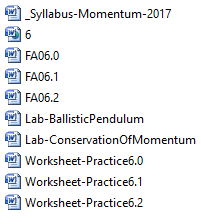 _Syllabus-Momentum-2017
6
FA06.0
FA06.1
FA06.2
Lab-BallisticPendulum
Lab-ConservationOfMomentum
Worksheet-Practice6.0
Worksheet-Practice6.1
Worksheet-Practice6.2